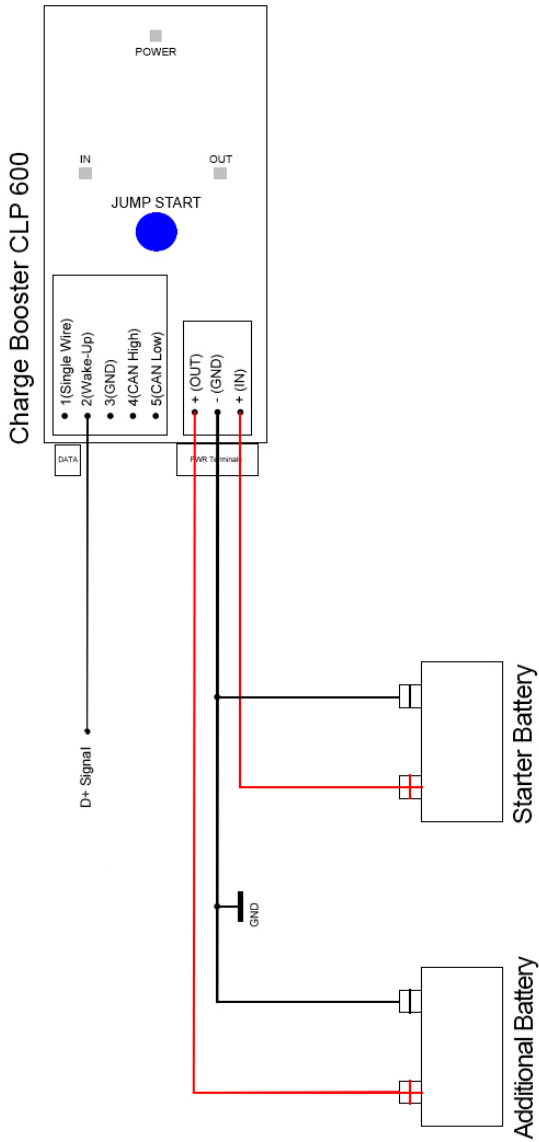 Charge Booster CLP 600
POWER
IN
OUT
JUMP START
1(Single Wire)
2(Wake-Up)
3(GND)
4(CAN High)
5(CAN Low)
+ (OUT)
- (GND)
+ (IN)
DATA
PWR Terminals
D+ Signal
Starter Battery
GND
Additional Battery